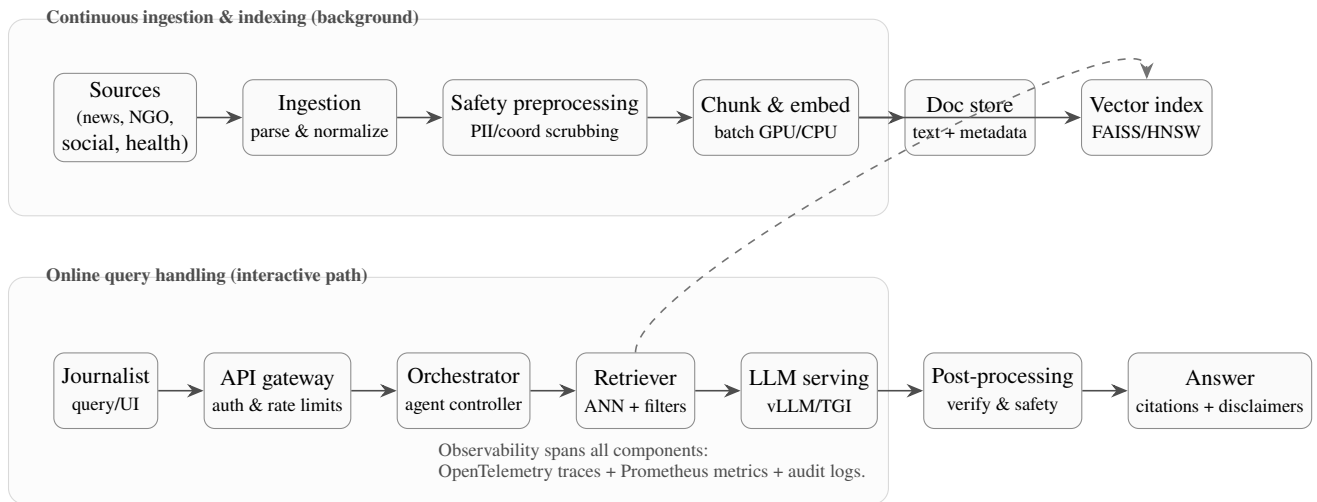 Continuous ingestion & indexing (background)
Sources
(news, NGO,
social, health)
Ingestion
parse & normalize
Safety preprocessing
PII/coord scrubbing
Chunk & embed
batch GPU/CPU
Doc store
text + metadata
Vector index
FAISS/HNSW
Online query handling (interactive path)
Journalist
query/UI
API gateway
auth & rate limits
Orchestrator
agent controller
Retriever
ANN + filters
LLM serving
vLLM/TGI
Post-processing
verify & safety
Answer
citations + disclaimers
Observability spans all components:
OpenTelemetry traces + Prometheus metrics + audit logs.